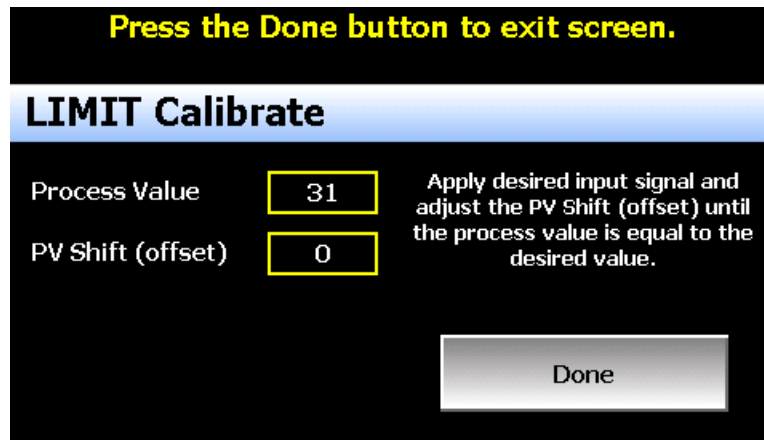 Press the Done button to exit screen.
LIMIT Calibrate
Process Value 31
PV Shift (offset) 0
Apply desired input signal and
adjust the PV Shift (offset) until
the process value is equal to the
desired value.
Done